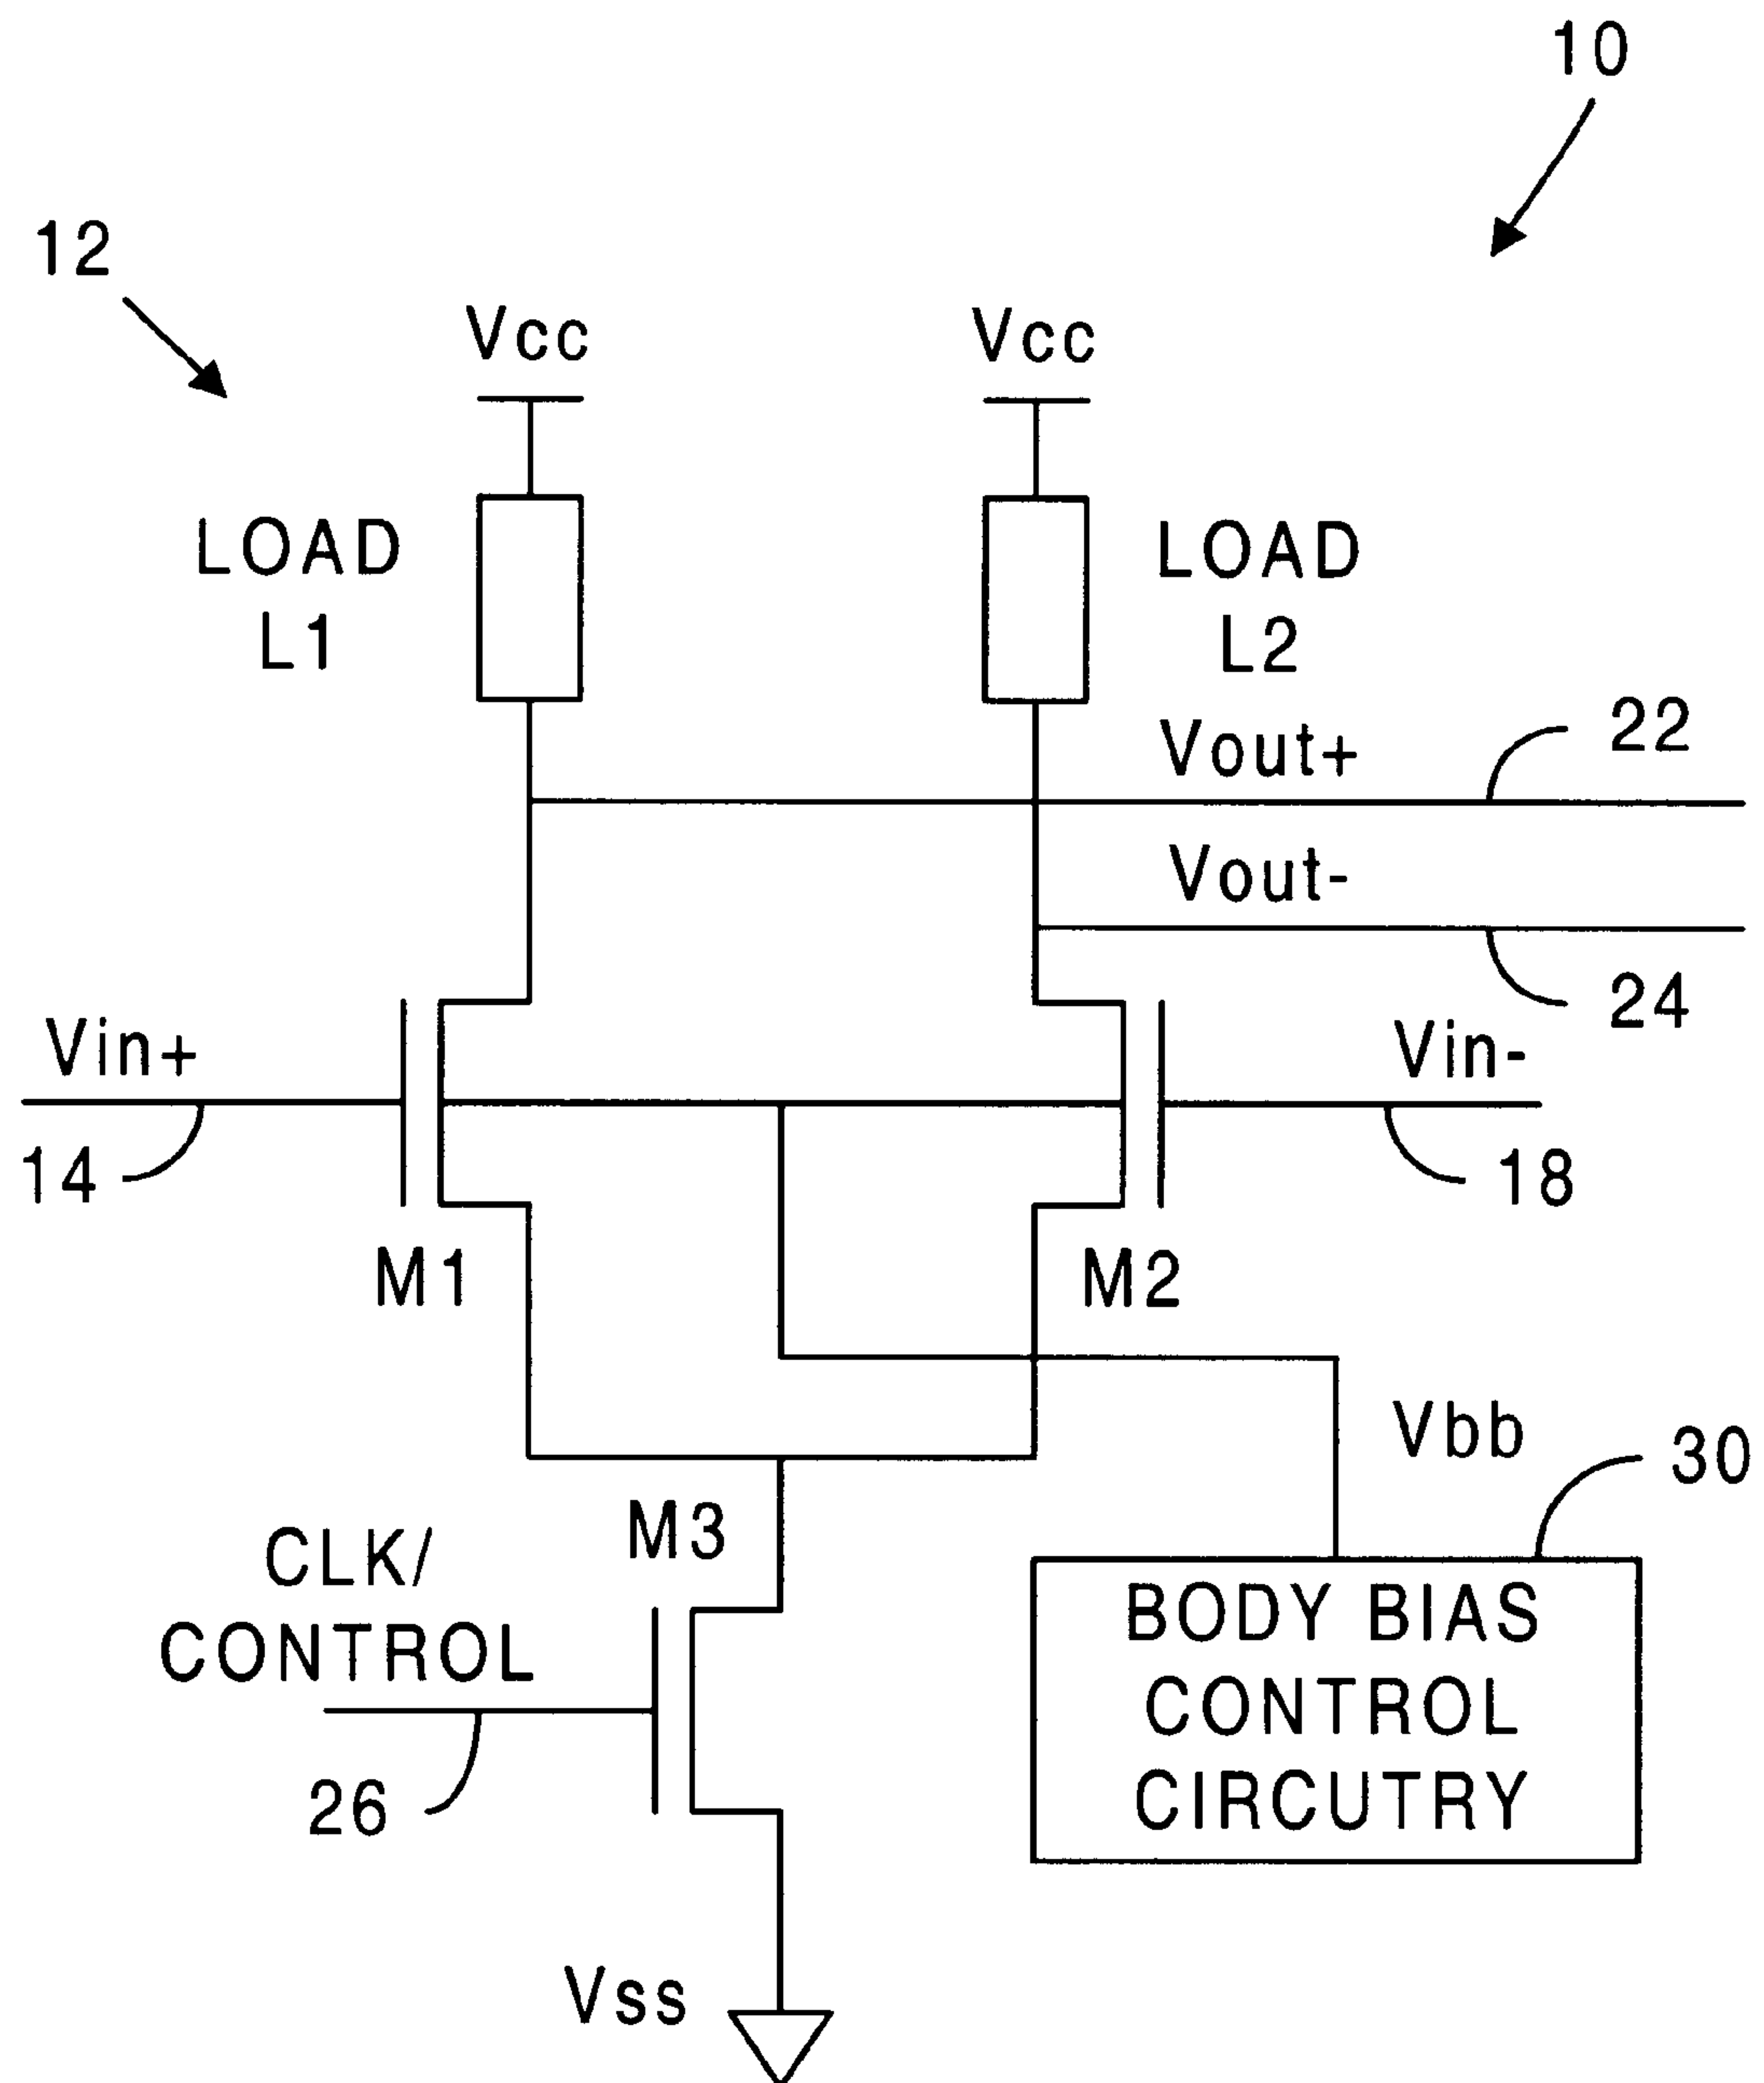 10
12
Vcc
Vcc
LOAD
L1
LOAD
L2
Vout+
22
Vout-
24
Vin+
Vin-
14
18
M1
M2
Vbb
30
M3
CLK/
CONTROL
26
BODY BIAS
CONTROL
CIRCUTRY
Vss